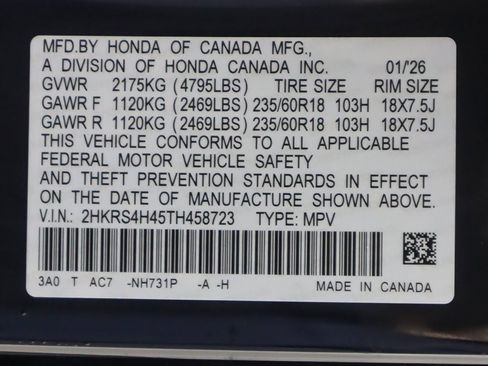 MFD.BY HONDA OF CANADA MFG.,
A DIVISION OF HONDA CANADA INC. 01/'26
GVWR 2175KG (4795LBS) TIRE SIZE RIM SIZE
GAWR F 1120KG (2469LBS) 235/60R18 103H 18X7.5J
GAWR R 1120KG (2469LBS) 235/60R18 103H 18X7.5J
THIS VEHICLE CONFORMS TO ALL APPLICABLE
FEDERAL MOTOR VEHICLE SAFETY
AND THEFT PREVENTION STANDARDS IN EFFECT
ON THE DATE OF MANUFACTURE SHOWN ABOVE.
V.I.N.: 2HKRS4H45TH458723 TYPE: MPV
3A0 T AC7 -NH731P -A -H MADE IN CANADA